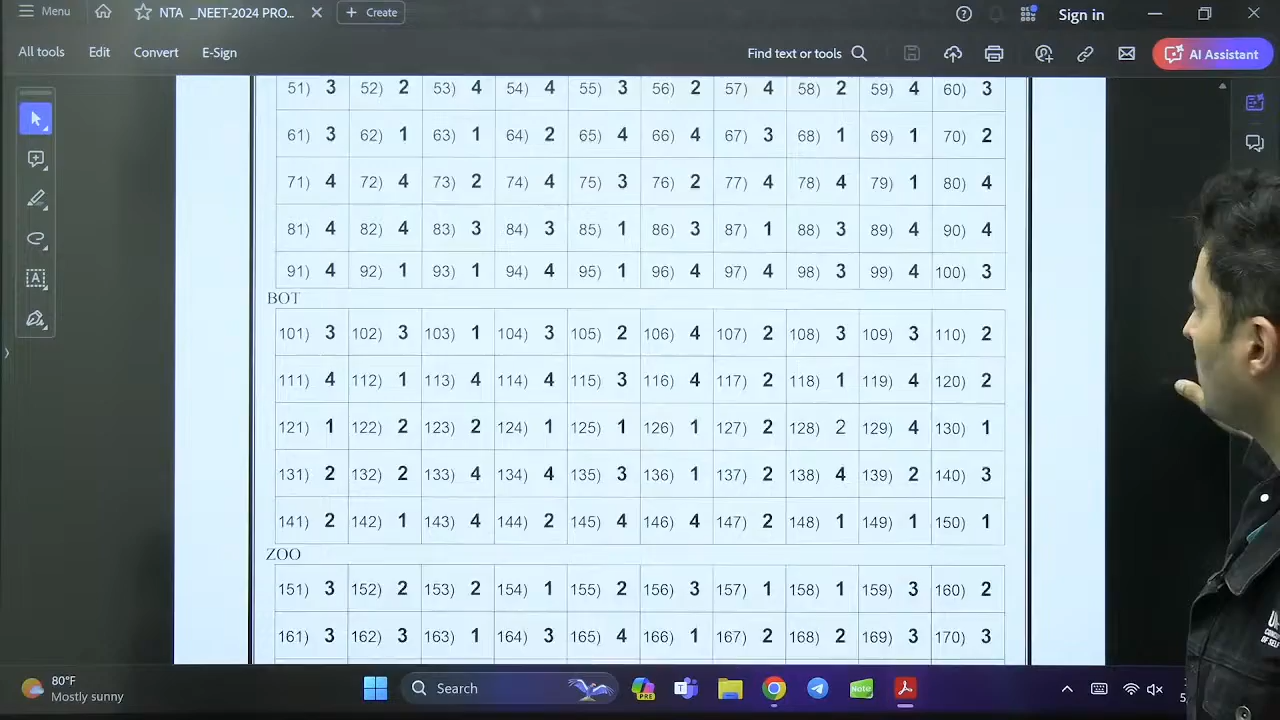 Menu NTA _NEET-2024 PRO... Create Sign in
All tools Edit Convert E-Sign Find text or tools AI Assistant
51) 3 52) 2 53) 4 54) 4 55) 3 56) 2 57) 4 58) 2 59) 4 60) 3
61) 3 62) 1 63) 1 64) 2 65) 4 66) 4 67) 3 68) 1 69) 1 70) 2
71) 4 72) 4 73) 2 74) 4 75) 3 76) 2 77) 4 78) 4 79) 1 80) 4
81) 4 82) 4 83) 3 84) 3 85) 1 86) 3 87) 1 88) 3 89) 4 90) 4
91) 4 92) 1 93) 1 94) 4 95) 1 96) 4 97) 4 98) 3 99) 4 100) 3
BOT
101) 3 102) 3 103) 1 104) 3 105) 2 106) 4 107) 2 108) 3 109) 3 110) 2
111) 4 112) 1 113) 4 114) 4 115) 3 116) 4 117) 2 118) 1 119) 4 120) 2
121) 1 122) 2 123) 2 124) 1 125) 1 126) 1 127) 2 128) 2 129) 4 130) 1
131) 2 132) 2 133) 4 134) 4 135) 3 136) 1 137) 2 138) 4 139) 2 140) 3
141) 2 142) 1 143) 4 144) 2 145) 4 146) 4 147) 2 148) 1 149) 1 150) 1
ZOO
151) 3 152) 2 153) 2 154) 1 155) 2 156) 3 157) 1 158) 1 159) 3 160) 2
161) 3 162) 3 163) 1 164) 3 165) 4 166) 1 167) 2 168) 2 169) 3 170) 3
80°F
Mostly sunny
Search
PRE
Note